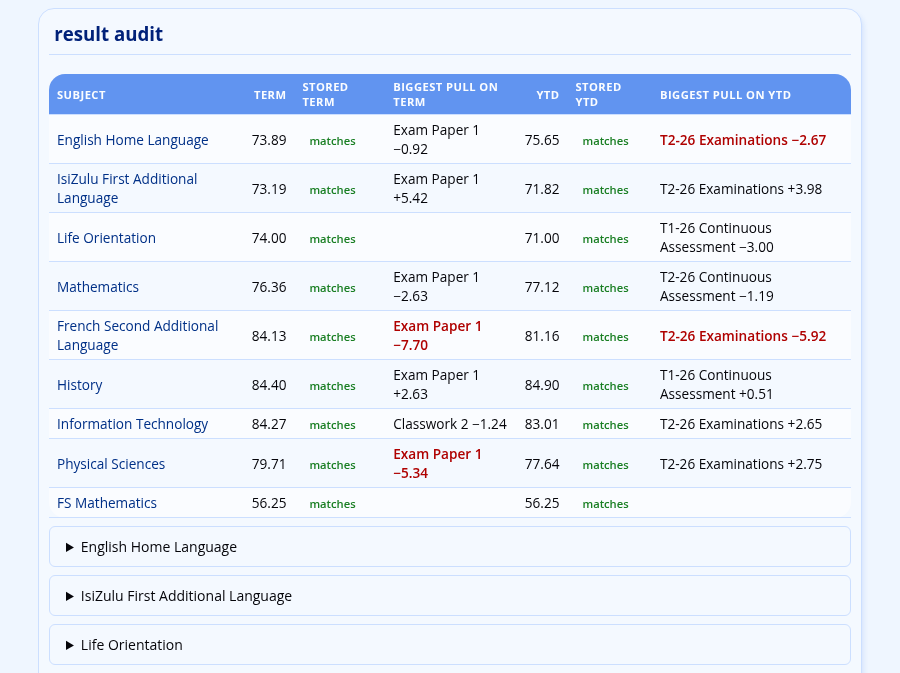 result audit
SUBJECT TERM STORED TERM BIGGEST PULL ON TERM YTD STORED YTD BIGGEST PULL ON YTD
English Home Language 73.89 matches Exam Paper 1 −0.92 75.65 matches T2-26 Examinations −2.67
IsiZulu First Additional Language 73.19 matches Exam Paper 1 +5.42 71.82 matches T2-26 Examinations +3.98
Life Orientation 74.00 matches 71.00 matches T1-26 Continuous Assessment −3.00
Mathematics 76.36 matches Exam Paper 1 −2.63 77.12 matches T2-26 Continuous Assessment −1.19
French Second Additional Language 84.13 matches Exam Paper 1 −7.70 81.16 matches T2-26 Examinations −5.92
History 84.40 matches Exam Paper 1 +2.63 84.90 matches T1-26 Continuous Assessment +0.51
Information Technology 84.27 matches Classwork 2 −1.24 83.01 matches T2-26 Examinations +2.65
Physical Sciences 79.71 matches Exam Paper 1 −5.34 77.64 matches T2-26 Examinations +2.75
FS Mathematics 56.25 matches 56.25 matches
▶ English Home Language
▶ IsiZulu First Additional Language
▶ Life Orientation